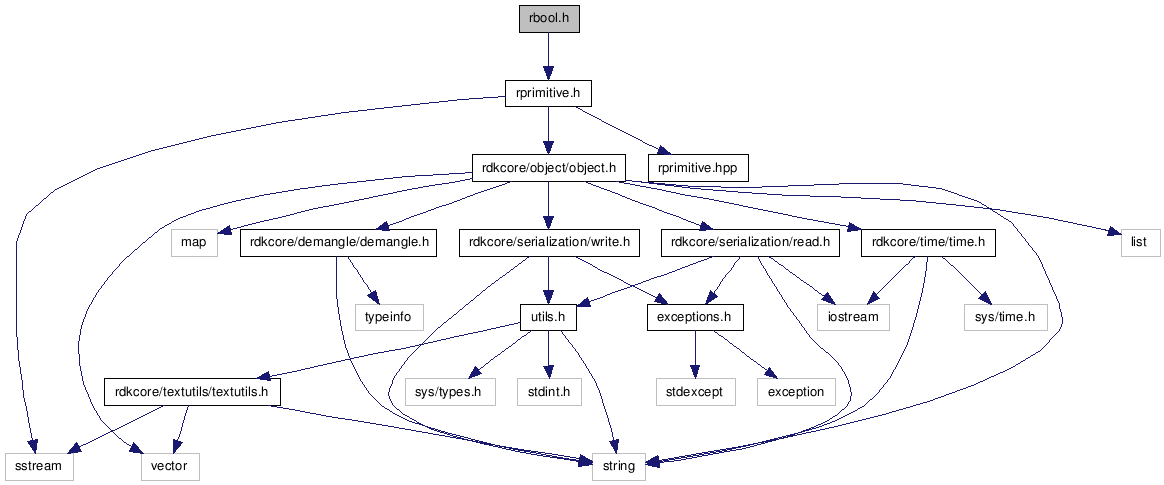 rbool.h
rprimitive.h
rdkcore/object/object.h
rprimitive.hpp
map
rdkcore/demangle/demangle.h
rdkcore/serialization/write.h
rdkcore/serialization/read.h
rdkcore/time/time.h
list
typeinfo
utils.h
exceptions.h
iostream
sys/time.h
rdkcore/textutils/textutils.h
sys/types.h
stdint.h
stdexcept
exception
sstream
vector
string